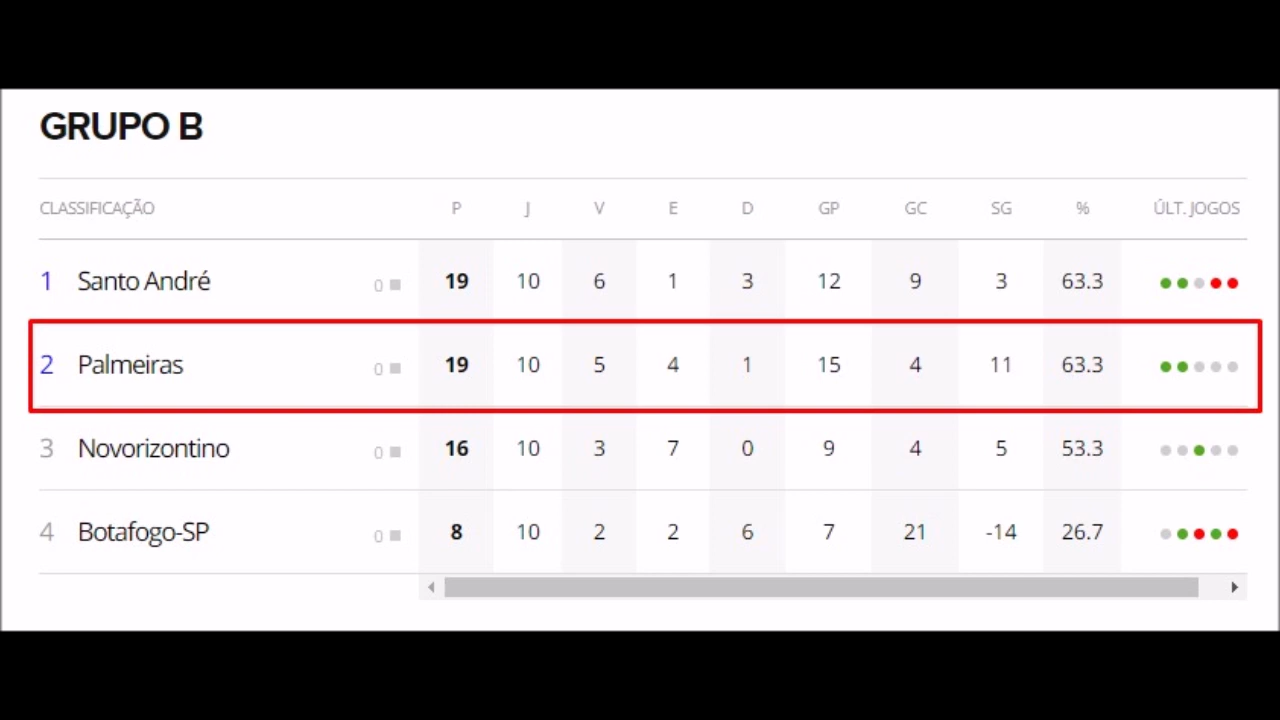 GRUPO B
CLASSIFICAÇÃO P J V E D GP GC SG % ÚLT. JOGOS
1 Santo André 0 19 10 6 1 3 12 9 3 63.3
2 Palmeiras 0 19 10 5 4 1 15 4 11 63.3
3 Novorizontino 0 16 10 3 7 0 9 4 5 53.3
4 Botafogo-SP 0 8 10 2 2 6 7 21 -14 26.7